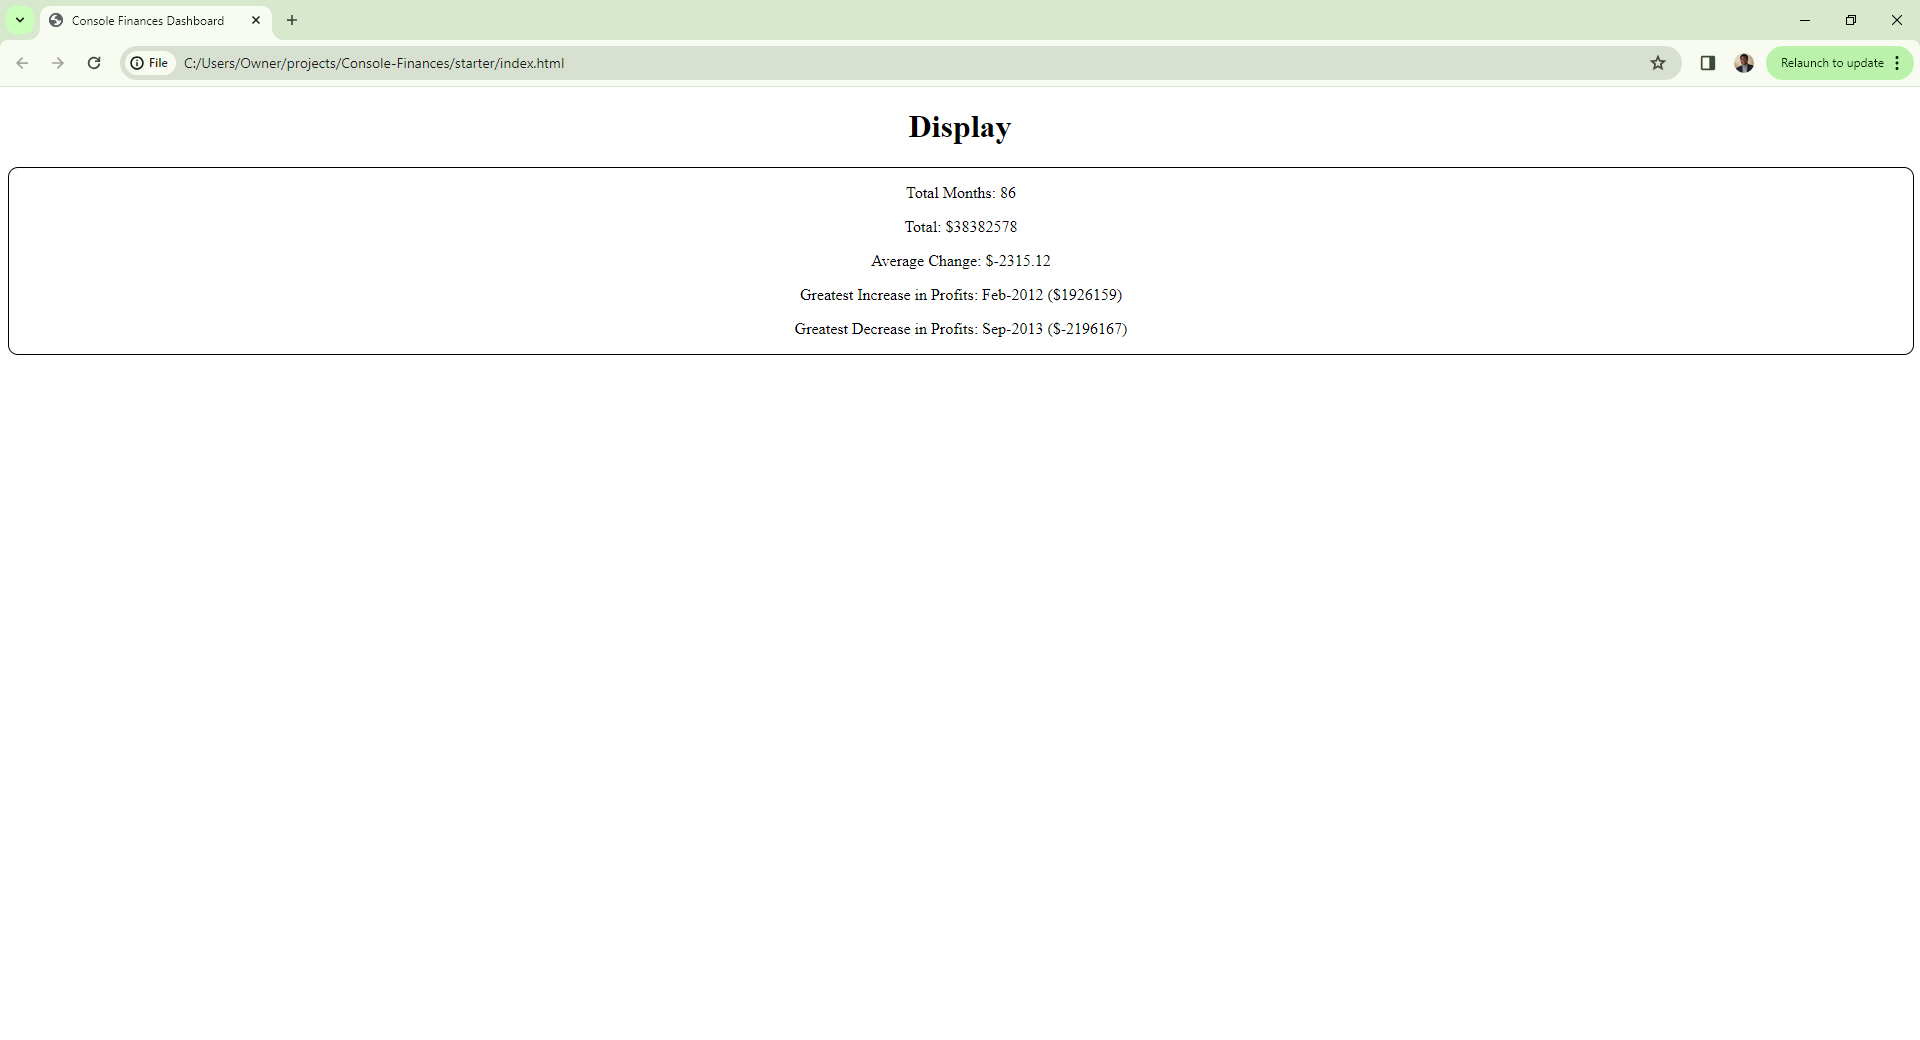 Console Finances Dashboard
File
C:/Users/Owner/projects/Console-Finances/starter/index.html
Relaunch to update
Display
Total Months: 86
Total: $38382578
Average Change: $-2315.12
Greatest Increase in Profits: Feb-2012 ($1926159)
Greatest Decrease in Profits: Sep-2013 ($-2196167)